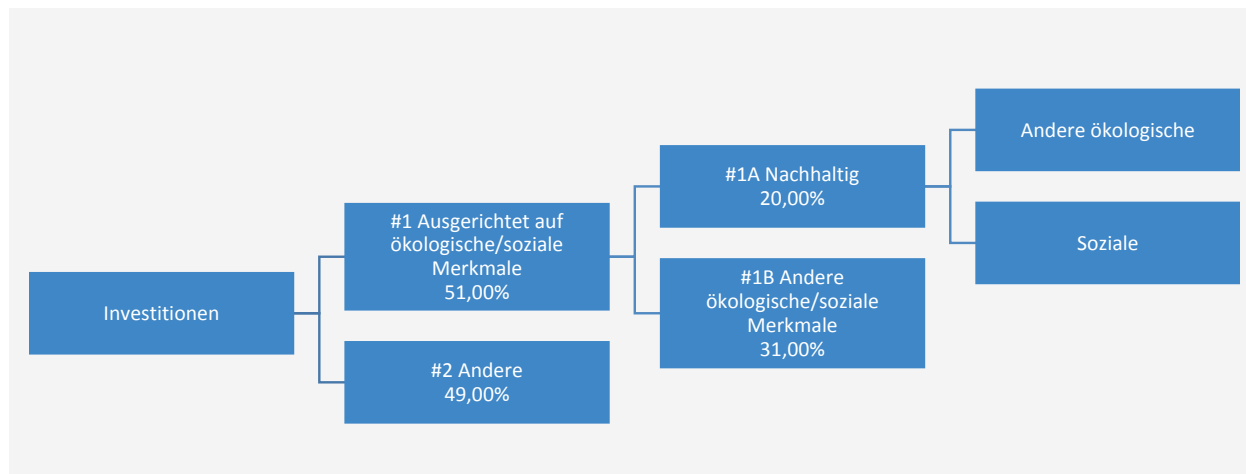 Investitionen
#1 Ausgerichtet auf
ökologische/soziale
Merkmale
51,00%
#2 Andere
49,00%
#1A Nachhaltig
20,00%
#1B Andere
ökologische/soziale
Merkmale
31,00%
Andere ökologische
Soziale